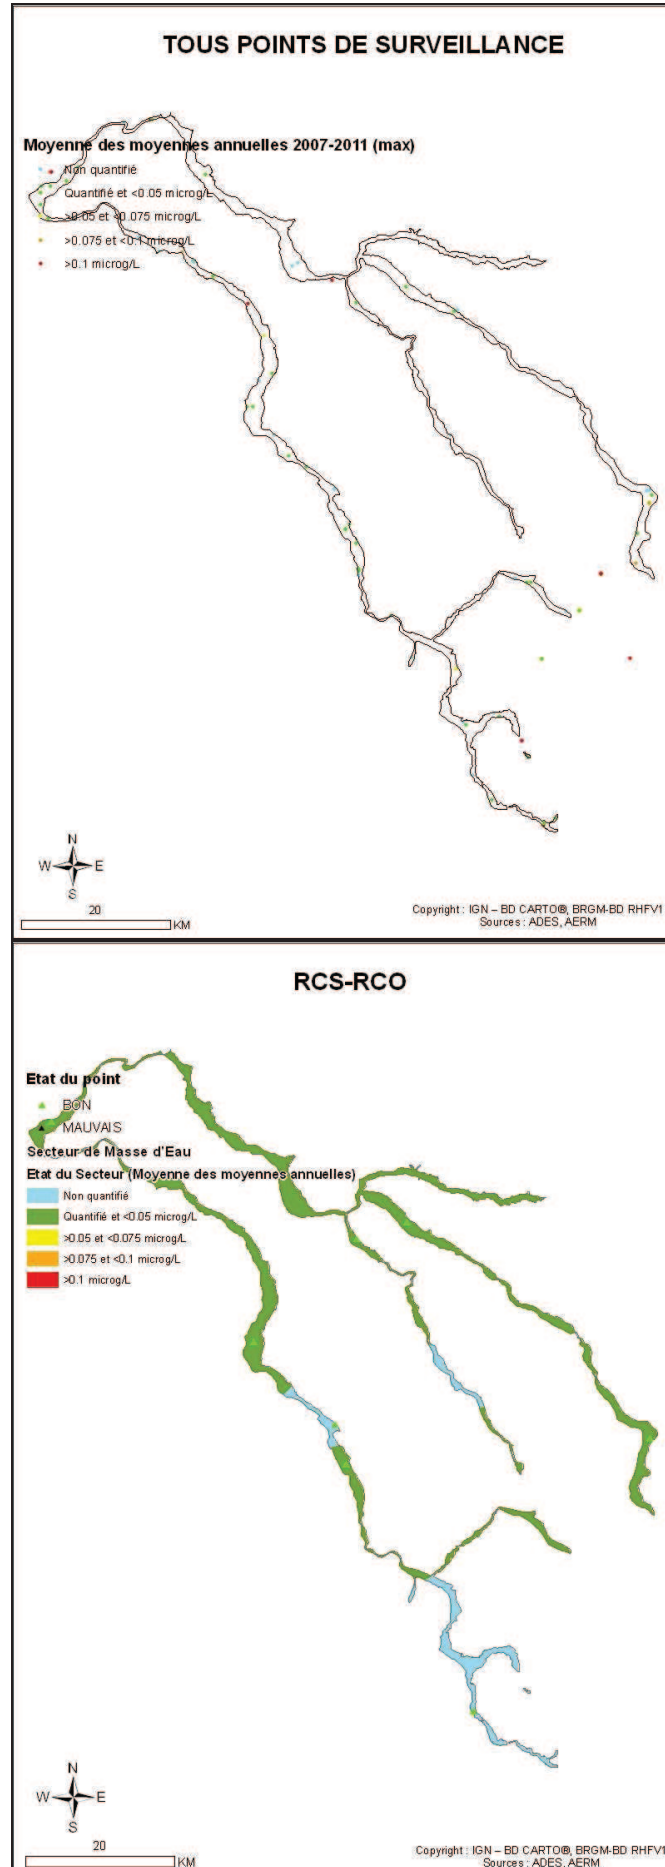 TOUS POINTS DE SURVEILLANCE
Moyenne des moyennes annuelles 2007-2011 (max)
Non quantifié
Quantifié et <0.05 microg/L
>0.05 et <0.075 microg/L
>0.075 et <0.1 microg/L
>0.1 microg/L
N
W E
S
20
KM
Copyright : IGN – BD CARTO®, BRGM-BD RHFV1
Sources : ADES, AERM
RCS-RCO
Etat du point
BON
MAUVAIS
Secteur de Masse d'Eau
Etat du Secteur (Moyenne des moyennes annuelles)
Non quantifié
Quantifié et <0.05 microg/L
>0.05 et <0.075 microg/L
>0.075 et <0.1 microg/L
>0.1 microg/L
N
W E
S
20
KM
Copyright : IGN – BD CARTO®, BRGM-BD RHFV1
Sources : ADES, AERM